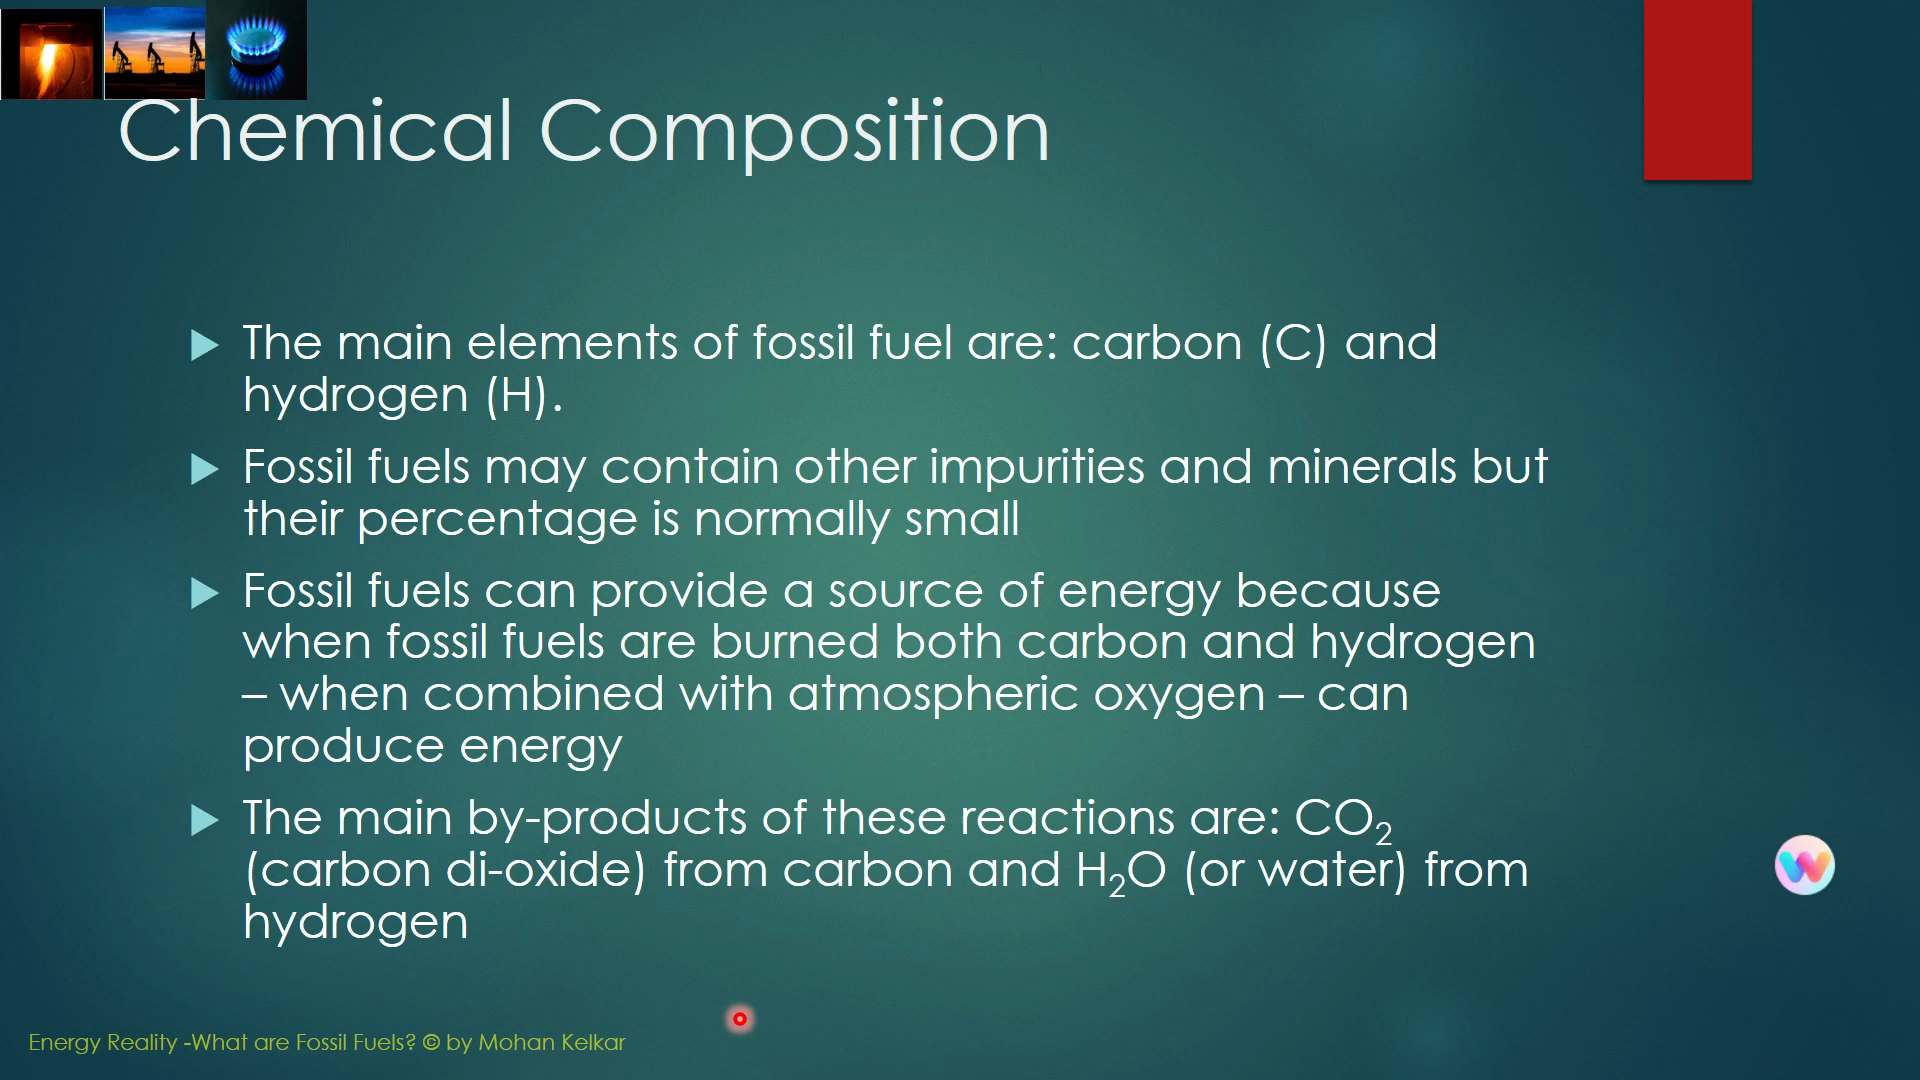 Chemical Composition
The main elements of fossil fuel are: carbon (C) and
hydrogen (H).
Fossil fuels may contain other impurities and minerals but
their percentage is normally small
Fossil fuels can provide a source of energy because
when fossil fuels are burned both carbon and hydrogen
– when combined with atmospheric oxygen – can
produce energy
The main by-products of these reactions are: CO₂
(carbon di-oxide) from carbon and H₂O (or water) from
hydrogen
W
Energy Reality -What are Fossil Fuels? © by Mohan Kelkar